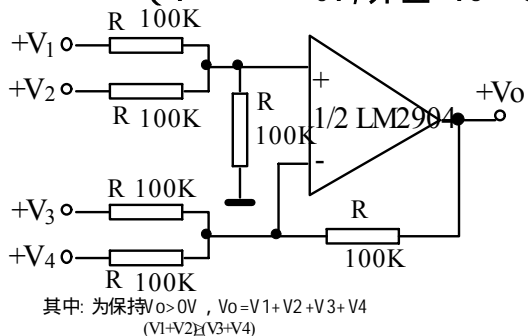 R 100K
+V1
+V2
R 100K
R
100K
+
-
1/2 LM2904
+Vo
R 100K
+V3
+V4
R 100K
R
100K
其中: 为保持Vo>0V , Vo=V1+V2+V3+V4
(V1+V2)≥(V3+V4)